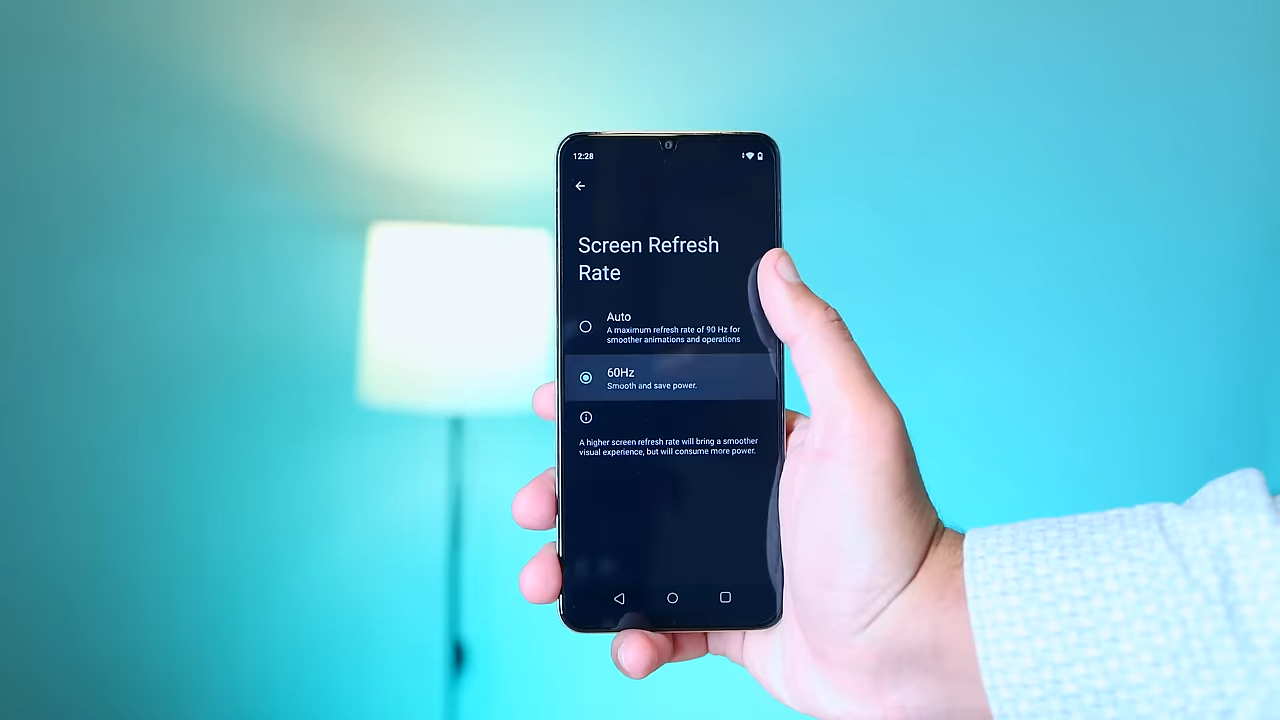 12:28
Screen Refresh
Rate
Auto
A maximum refresh rate of 90 Hz for
smoother animations and operations
60Hz
Smooth and save power.
A higher screen refresh rate will bring a smoother
visual experience, but will consume more power.